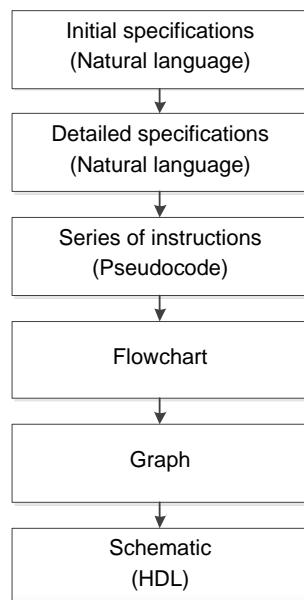 Initial specifications
(Natural language)
Detailed specifications
(Natural language)
Series of instructions
(Pseudocode)
Flowchart
Graph
Schematic
(HDL)